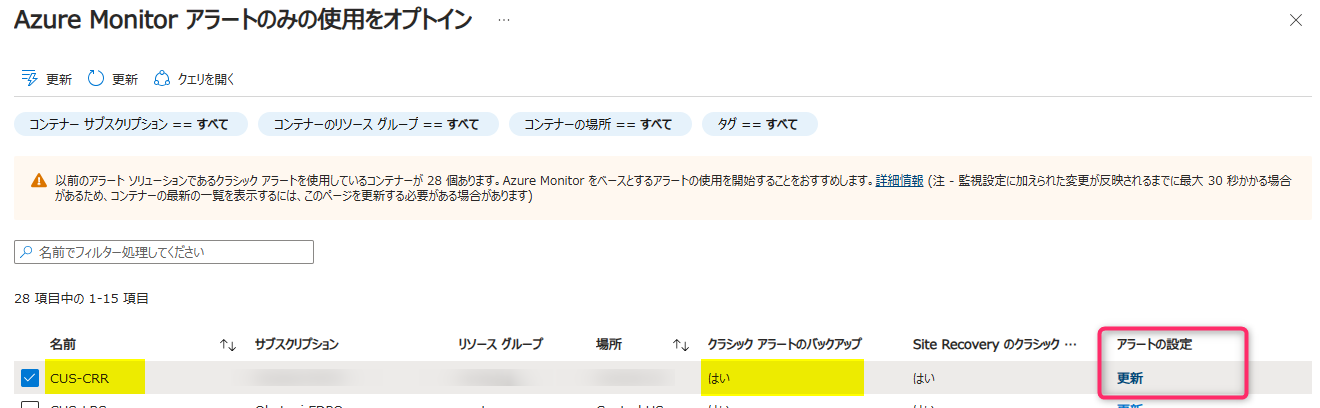 Azure Monitor アラートのみの使用をオプトイン …
更新 更新 クエリを開く
コンテナー サブスクリプション == すべて コンテナーのリソース グループ == すべて コンテナーの場所 == すべて タグ == すべて
以前のアラート ソリューションであるクラシック アラートを使用しているコンテナーが 28 個あります。Azure Monitor をベースとするアラートの使用を開始することをおすすめします。詳細情報 (注 - 監視設定に加えられた変更が反映されるまでに最大 30 秒かかる場合
があるため、コンテナーの最新の一覧を表示するには、このページを更新する必要がある場合があります)
名前でフィルター処理してください
28 項目中の 1-15 項目
名前 ↑↓ サブスクリプション リソース グループ 場所 ↑↓ クラシック アラートのバックアップ Site Recovery のクラシック … アラートの設定
CUS-CRR はい はい 更新